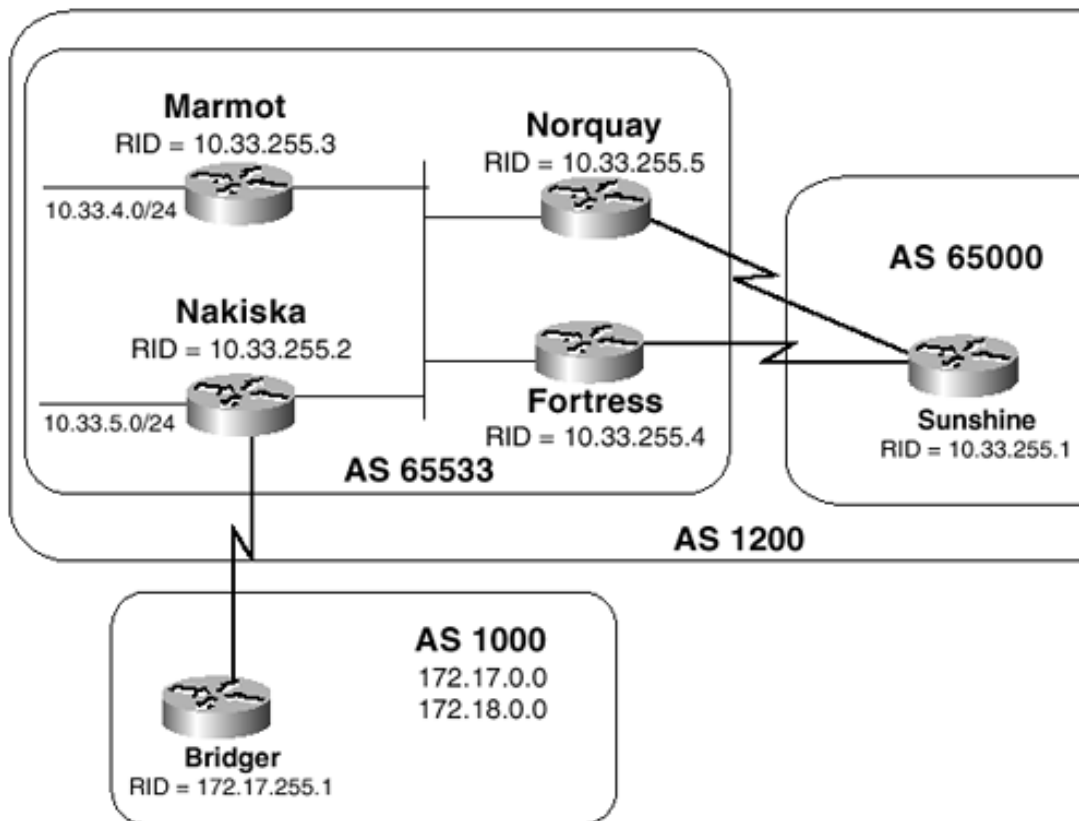 Marmot
RID = 10.33.255.3
10.33.4.0/24
Norquay
RID = 10.33.255.5
Nakiska
RID = 10.33.255.2
10.33.5.0/24
Fortress
RID = 10.33.255.4
AS 65533
AS 65000
Sunshine
RID = 10.33.255.1
AS 1200
AS 1000
172.17.0.0
172.18.0.0
Bridger
RID = 172.17.255.1